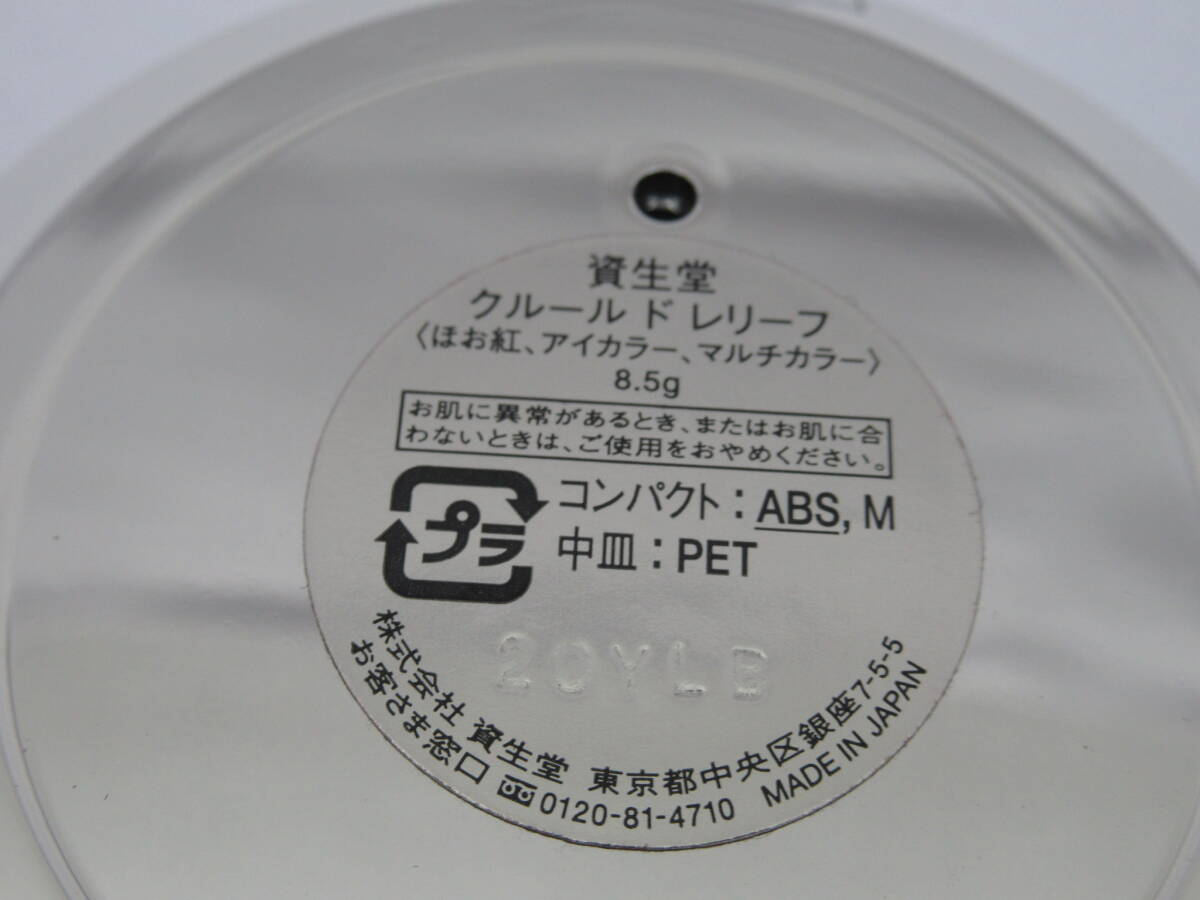 資生堂
クルール ド レリーフ
〈ほお紅、アイカラー、マルチカラー〉
8.5g
お肌に異常があるとき、またはお肌に合
わないときは、ご使用をおやめください。
プラ
コンパクト：ABS, M
中皿：PET
20YLB
株式会社 資生堂 東京都中央区銀座7-5-5
お客さま窓口 0120-81-4710 MADE IN JAPAN